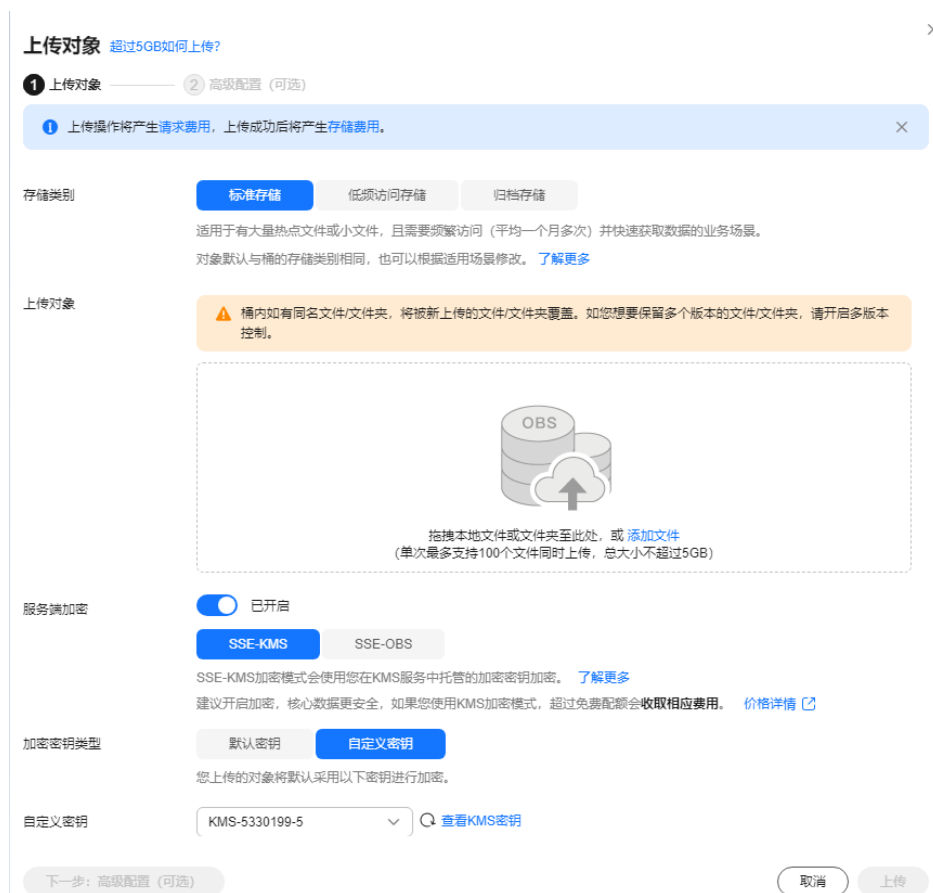 上传对象 超过5GB如何上传?
1 上传对象 2 高级配置（可选）
上传操作将产生请求费用，上传成功后将产生存储费用。
存储类别 标准存储 低频访问存储 归档存储
适用于有大量热点文件或小文件，且需要频繁访问（平均一个月多次）并快速获取数据的业务场景。
对象默认与桶的存储类别相同，也可以根据适用场景修改。 了解更多
上传对象
桶内如有同名文件/文件夹，将被新上传的文件/文件夹覆盖。如您想要保留多个版本的文件/文件夹，请开启多版本
控制。
OBS
拖拽本地文件或文件夹至此处，或 添加文件
（单次最多支持100个文件同时上传，总大小不超过5GB）
服务端加密 已开启
SSE-KMS SSE-OBS
SSE-KMS加密模式会使用您在KMS服务中托管的加密密钥加密。 了解更多
建议开启加密，核心数据更安全，如果您使用KMS加密模式，超过免费配额会收取相应费用。 价格详情
加密密钥类型 默认密钥 自定义密钥
您上传的对象将默认采用以下密钥进行加密。
自定义密钥 KMS-5330199-5 查看KMS密钥
下一步：高级配置（可选） 取消 上传